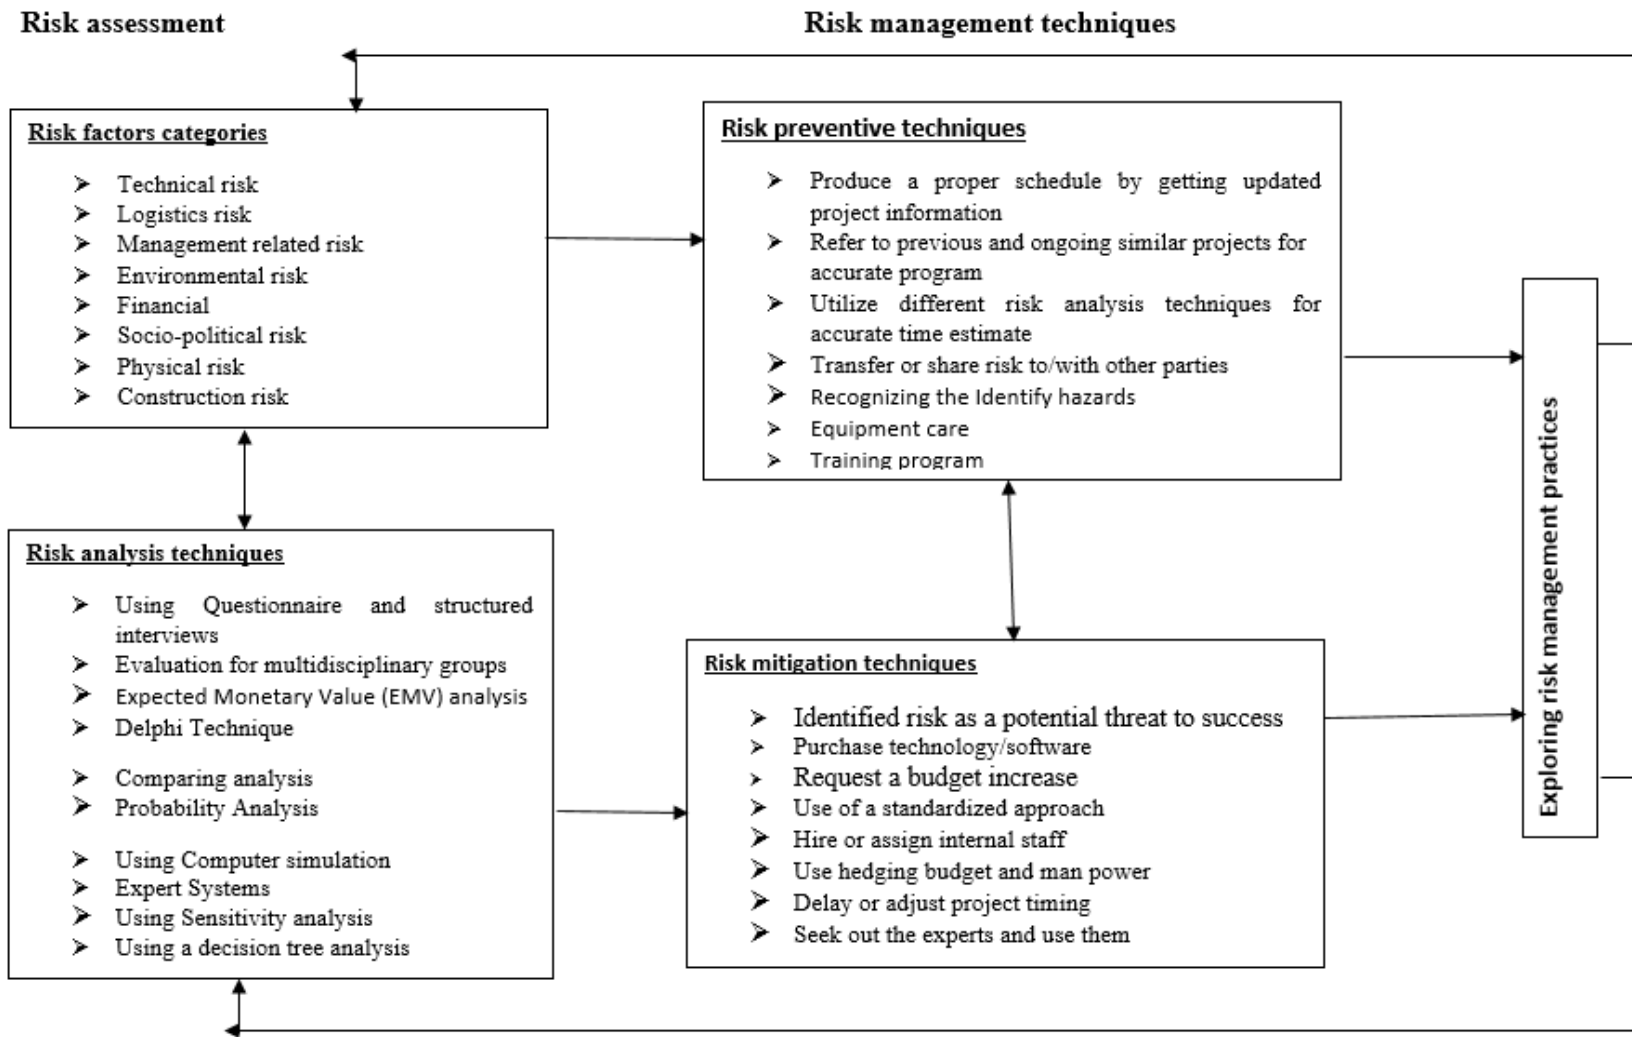 Risk assessment
Risk management techniques
Risk factors categories
➤ Technical risk
➤ Logistics risk
➤ Management related risk
➤ Environmental risk
➤ Financial
➤ Socio-political risk
➤ Physical risk
➤ Construction risk
Risk preventive techniques
➤ Produce a proper schedule by getting updated
project information
➤ Refer to previous and ongoing similar projects for
accurate program
➤ Utilize different risk analysis techniques for
accurate time estimate
➤ Transfer or share risk to/with other parties
➤ Recognizing the Identify hazards
➤ Equipment care
➤ Training program
Risk analysis techniques
➤ Using Questionnaire and structured
interviews
➤ Evaluation for multidisciplinary groups
➤ Expected Monetary Value (EMV) analysis
➤ Delphi Technique
➤ Comparing analysis
➤ Probability Analysis
➤ Using Computer simulation
➤ Expert Systems
➤ Using Sensitivity analysis
➤ Using a decision tree analysis
Risk mitigation techniques
➤ Identified risk as a potential threat to success
➤ Purchase technology/software
➤ Request a budget increase
➤ Use of a standardized approach
➤ Hire or assign internal staff
➤ Use hedging budget and man power
➤ Delay or adjust project timing
➤ Seek out the experts and use them
Exploring risk management practices